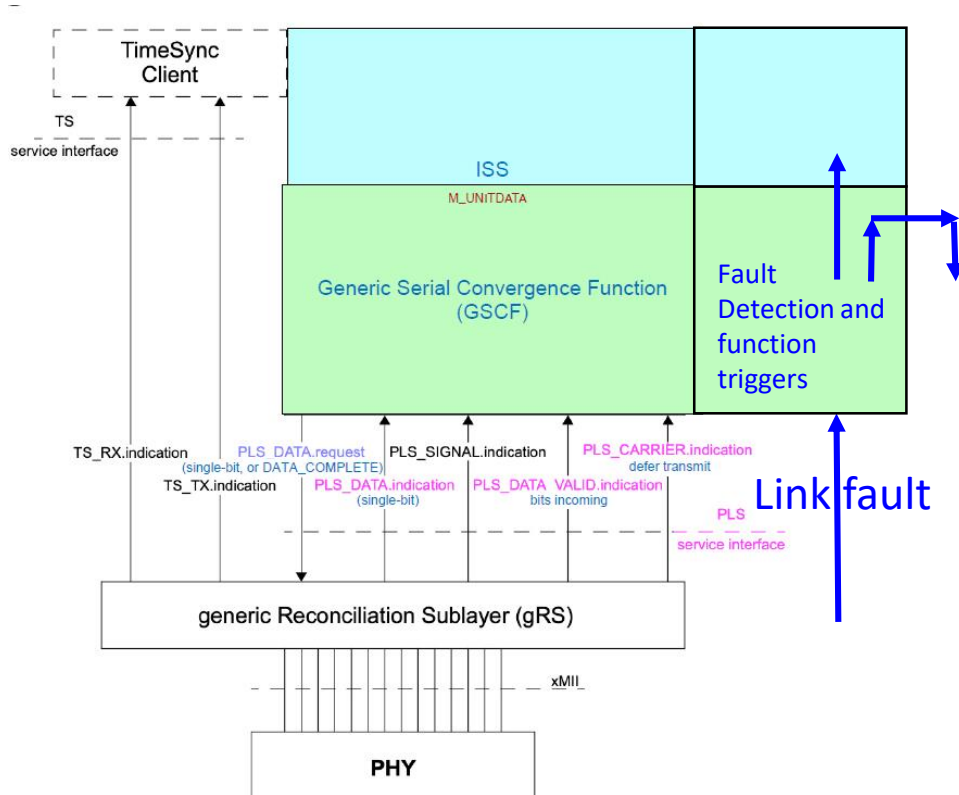 TimeSync
Client
TS
service interface
ISS
M_UNITDATA
Generic Serial Convergence Function
(GSCF)
Fault
Detection and
function
triggers
TS_RX.indication
PLS_DATA.request
(single-bit, or DATA_COMPLETE)
TS_TX.indication
PLS_DATA.indication
(single-bit)
PLS_SIGNAL.indication
PLS_DATA_VALID.indication
bits incoming
PLS_CARRIER.indication
defer transmit
Link fault
PLS
service interface
generic Reconciliation Sublayer (gRS)
xMII
PHY